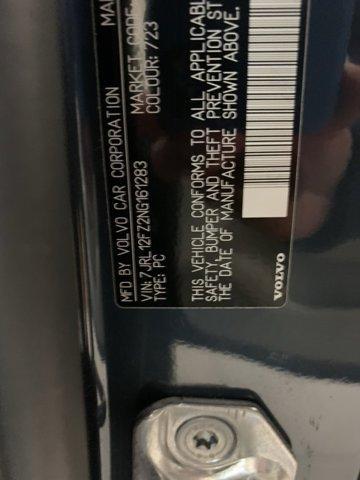 MFD BY VOLVO CAR CORPORATION
VIN: 7JRL12FZ2NG161283
TYPE: PC
MARKET CODE
COLOUR: 723
THIS VEHICLE CONFORMS TO ALL APPLICABLE
SAFETY, BUMPER AND THEFT PREVENTION ST
THE DATE OF MANUFACTURE SHOWN ABOVE.
VOLVO